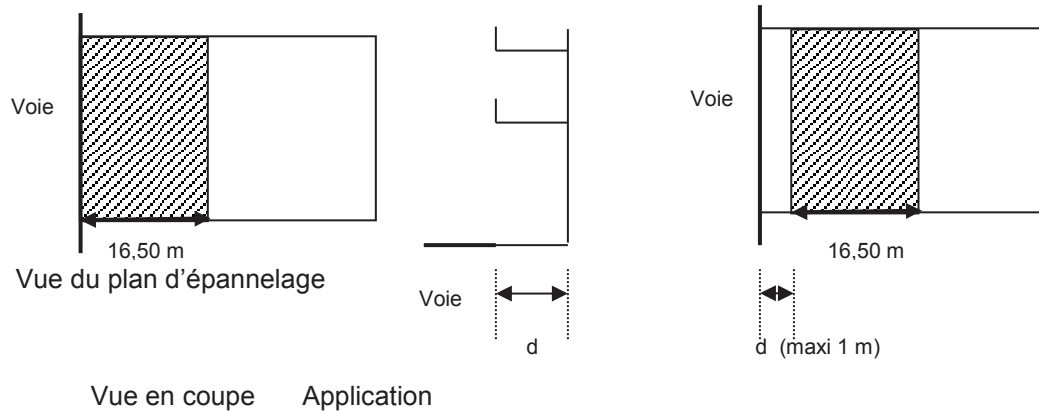 Voie
16,50 m
Vue du plan d’épannelage
Voie
d
Voie
16,50 m
d (maxi 1 m)
Vue en coupe Application